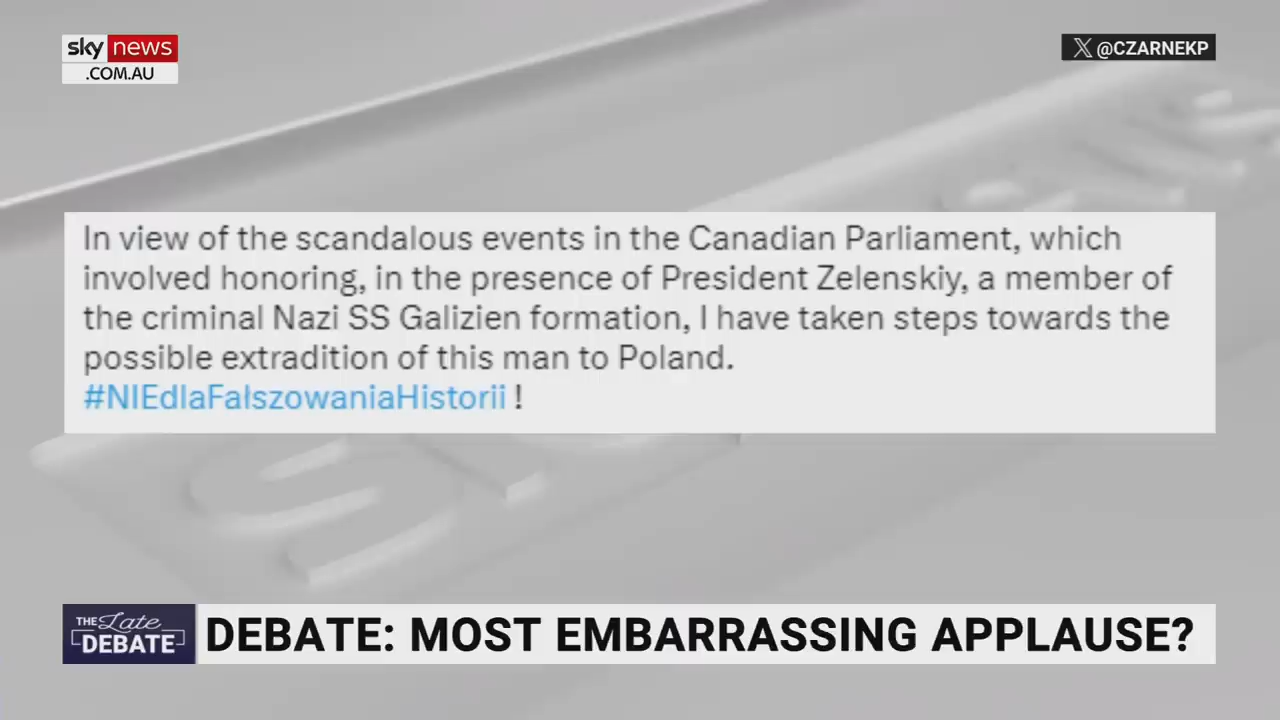 sky news
.COM.AU
X @CZARNEKP
In view of the scandalous events in the Canadian Parliament, which
involved honoring, in the presence of President Zelenskiy, a member of
the criminal Nazi SS Galizien formation, I have taken steps towards the
possible extradition of this man to Poland.
#NIEdlaFałszowaniaHistorii !
THE Late
DEBATE
DEBATE: MOST EMBARRASSING APPLAUSE?